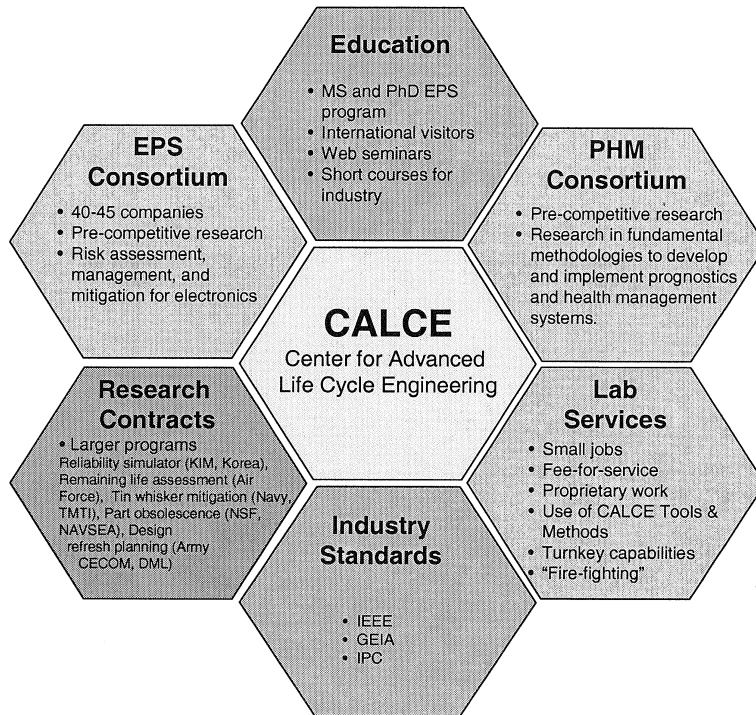 Education
• MS and PhD EPS
program
• International visitors
• Web seminars
• Short courses for
industry
EPS
Consortium
• 40-45 companies
• Pre-competitive research
• Risk assessment,
management, and
mitigation for electronics
PHM
Consortium
• Pre-competitive research
• Research in fundamental
methodologies to develop
and implement prognostics
and health management
systems.
CALCE
Center for Advanced
Life Cycle Engineering
Research
Contracts
• Larger programs
Reliability simulator (KIM, Korea),
Remaining life assessment (Air
Force), Tin whisker mitigation (Navy,
TMTI), Part obsolescence (NSF,
NAVSEA), Design
refresh planning (Army
CECOM, DML)
Lab
Services
• Small jobs
• Fee-for-service
• Proprietary work
• Use of CALCE Tools &
Methods
• Turnkey capabilities
• “Fire-fighting”
Industry
Standards
• IEEE
• GEIA
• IPC